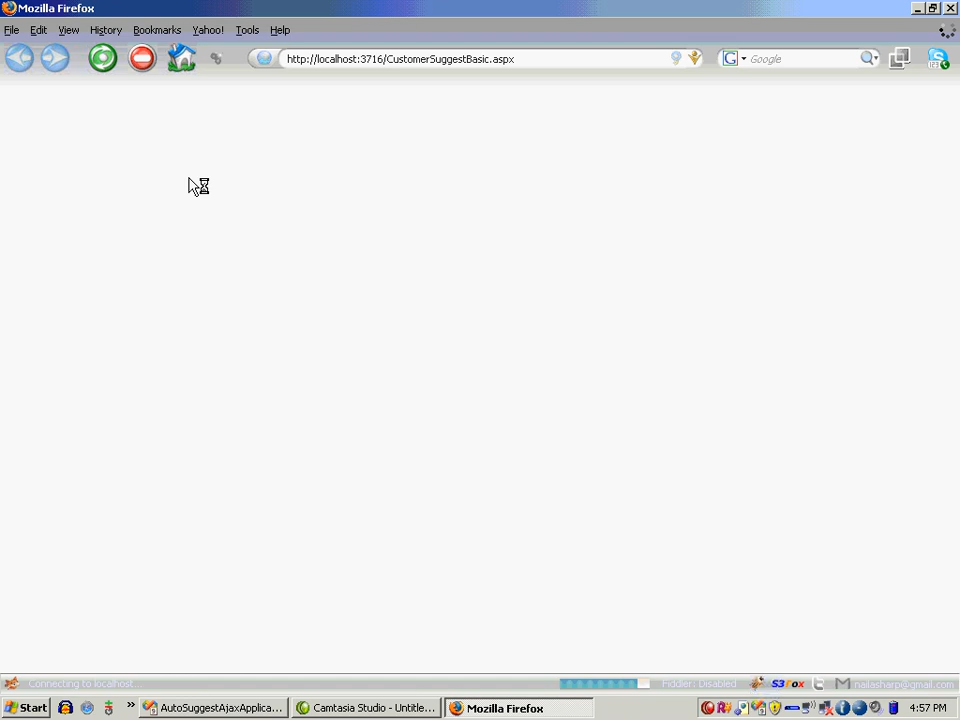 Mozilla Firefox
File Edit View History Bookmarks Yahoo! Tools Help
http://localhost:3716/CustomerSuggestBasic.aspx
G Google
123
Connecting to localhost...
Fiddler: Disabled S3Fox nailasharp@gmail.com
Start » AutoSuggestAjaxApplica... Camtasia Studio - Untitle... Mozilla Firefox 4:57 PM